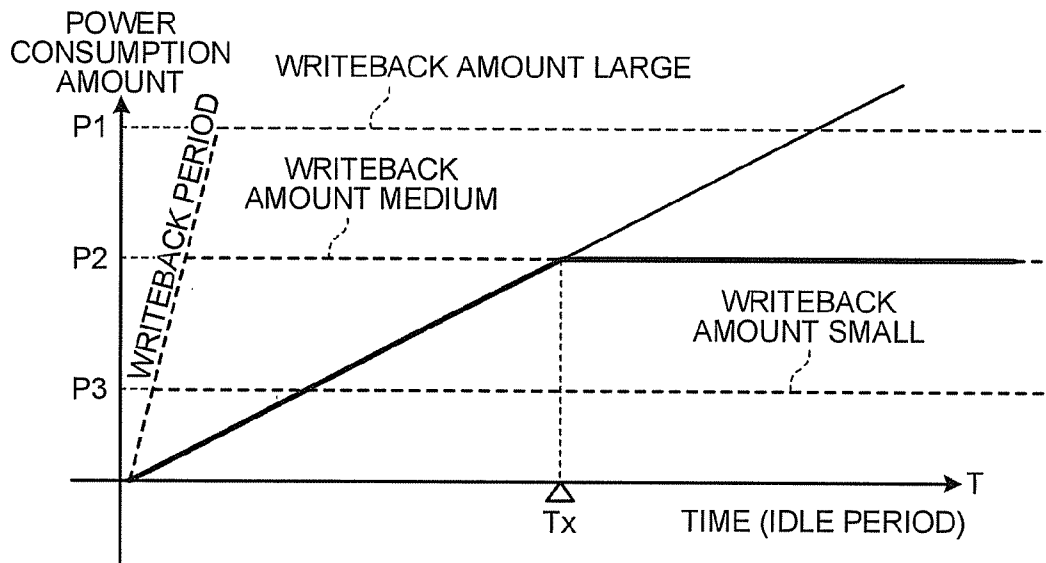 POWER
CONSUMPTION
AMOUNT
WRITEBACK AMOUNT LARGE
P1
WRITEBACK PERIOD
WRITEBACK
AMOUNT MEDIUM
P2
WRITEBACK
AMOUNT SMALL
P3
T
Tx
TIME (IDLE PERIOD)